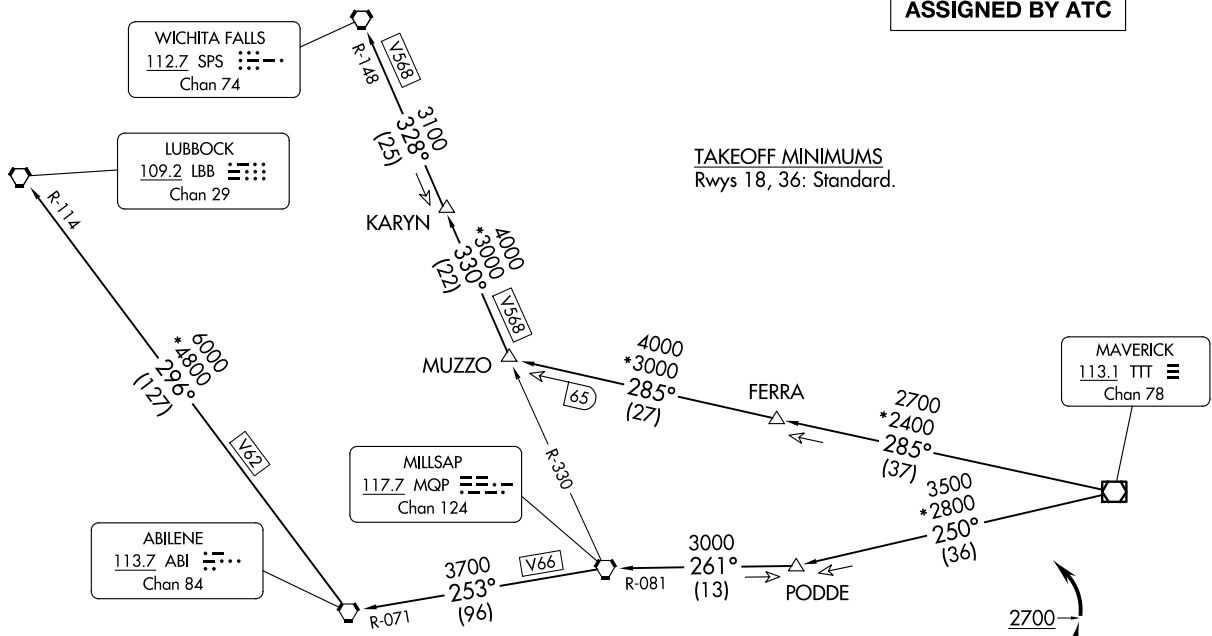 ASSIGNED BY ATC
WICHITA FALLS
112.7 SPS
Chan 74
R-148
V568
3100
328°
(25)
LUBBOCK
109.2 LBB
Chan 29
R-114
TAKEOFF MINIMUMS
Rwys 18, 36: Standard.
KARYN
4000
*3000
330°
(22)
V568
6000
*4800
296°
(127)
V62
MUZZO
4000
*3000
285°
(27)
65
FERRA
MAVERICK
113.1 TTT
Chan 78
2700
*2400
285°
(37)
R-330
MILLSAP
117.7 MQP
Chan 124
3500
*2800
250°
(36)
ABILENE
113.7 ABI
Chan 84
3700
253°
(96)
V66
R-071
R-081
3000
261°
(13)
PODDE
2700